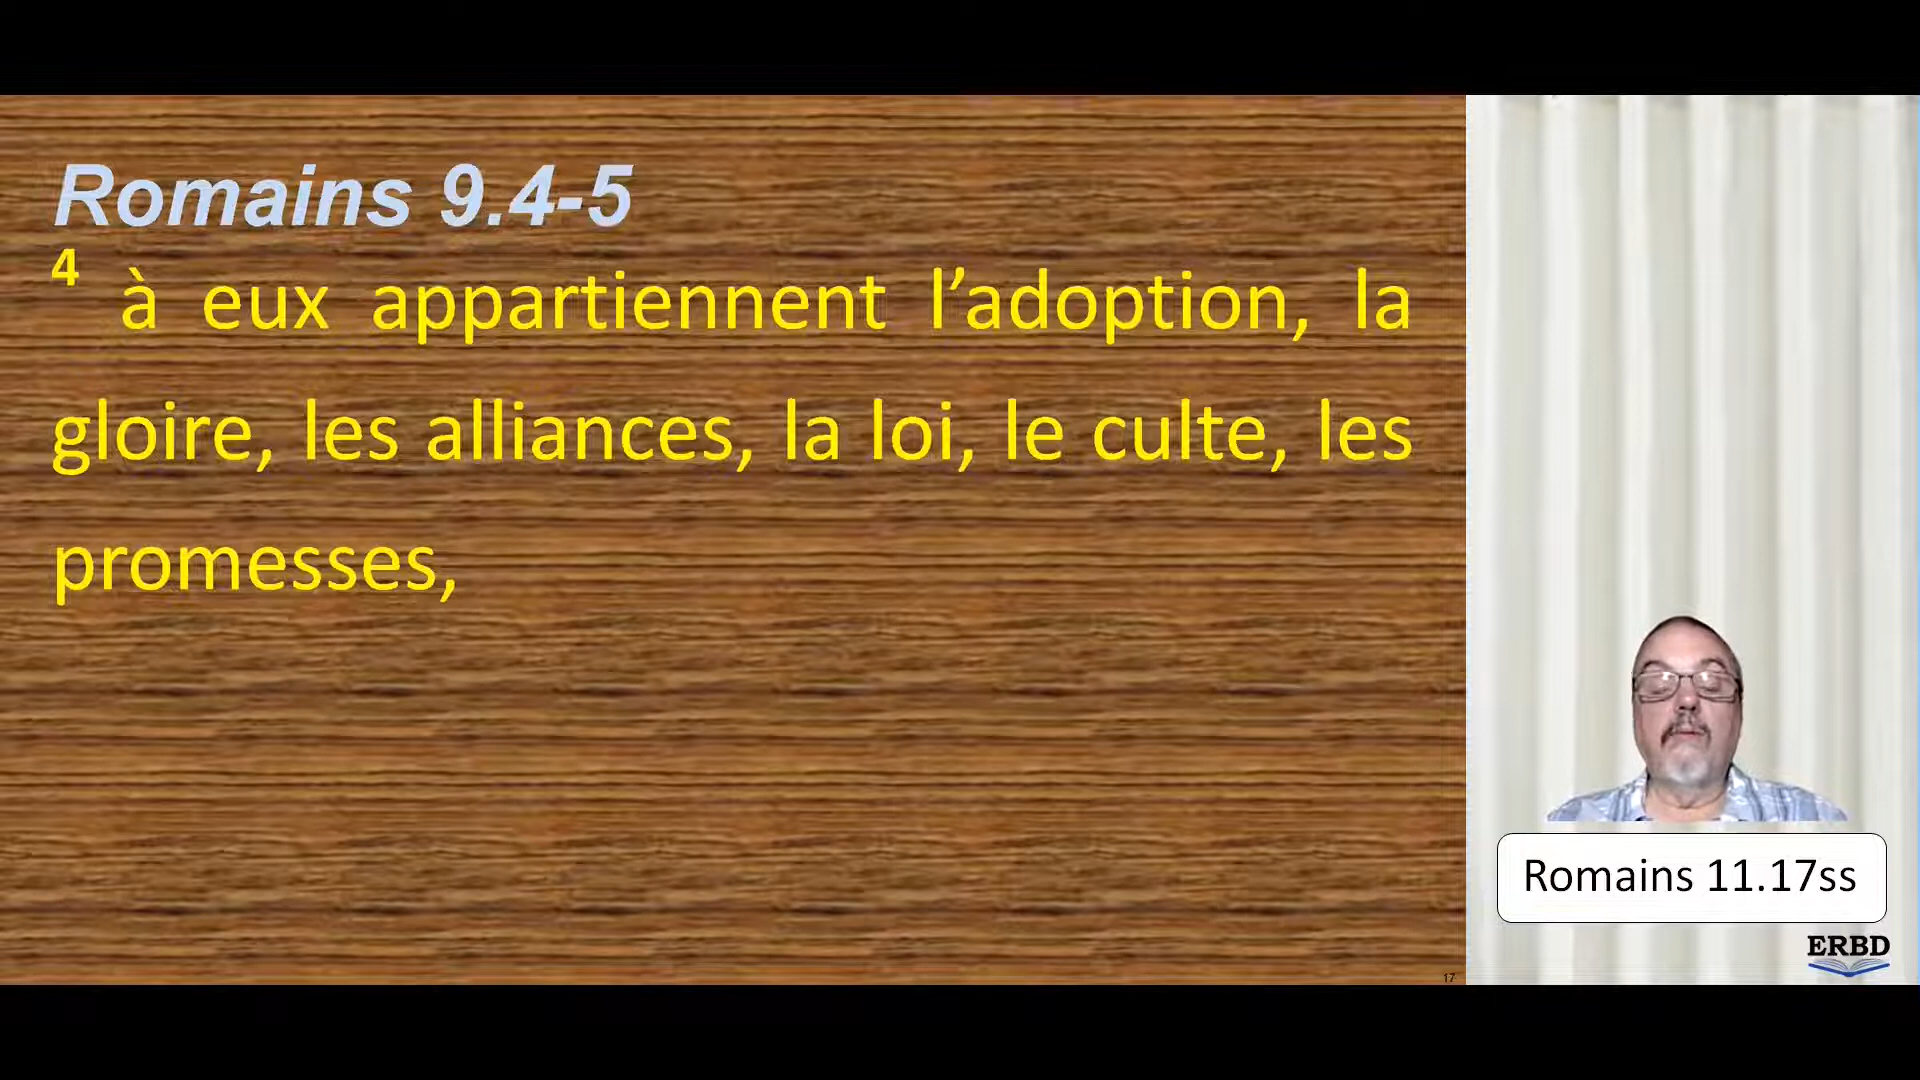 Romains 9.4-5
4 à eux appartiennent l’adoption, la
gloire, les alliances, la loi, le culte, les
promesses,
Romains 11.17ss
ERBD
17